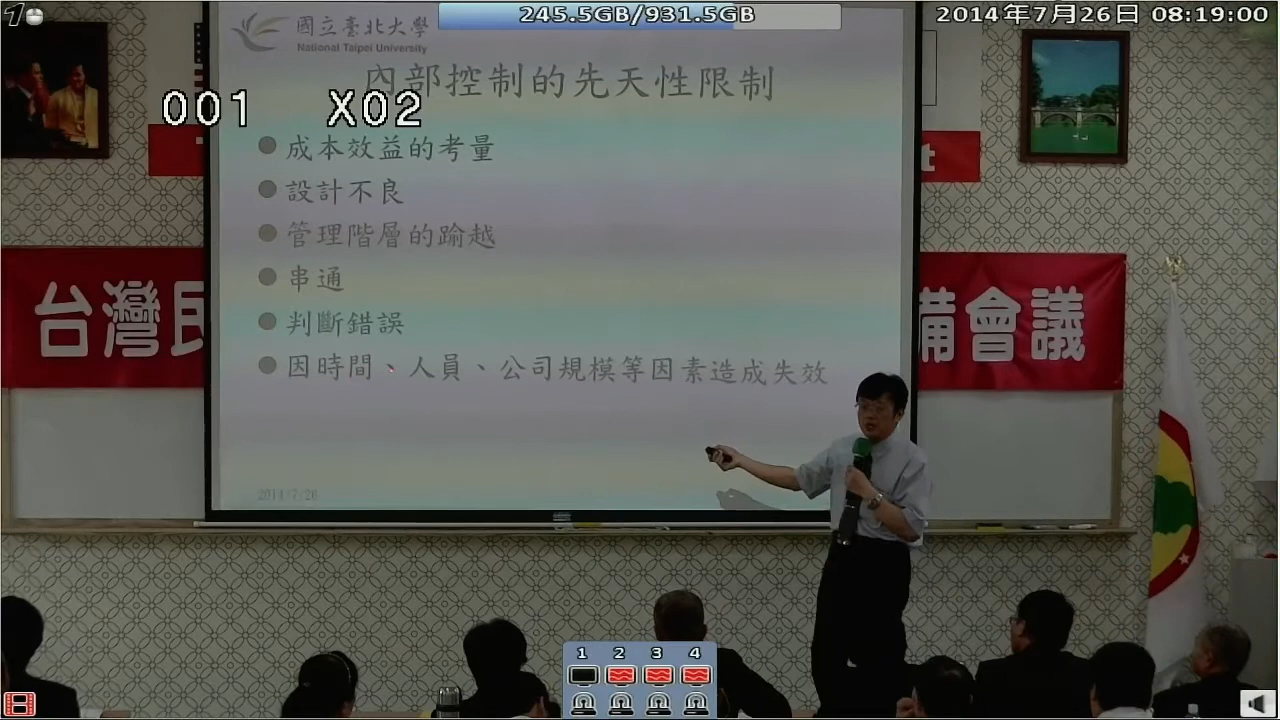 245.5GB/931.5GB
2014年7月26日 08:19:00
國立臺北大學
National Taipei University
內部控制的先天性限制
001 X02
成本效益的考量
設計不良
管理階層的踰越
串通
判斷錯誤
因時間、人員、公司規模等因素造成失效
t
台灣民
備會議
2014/7/26
1 2 3 4